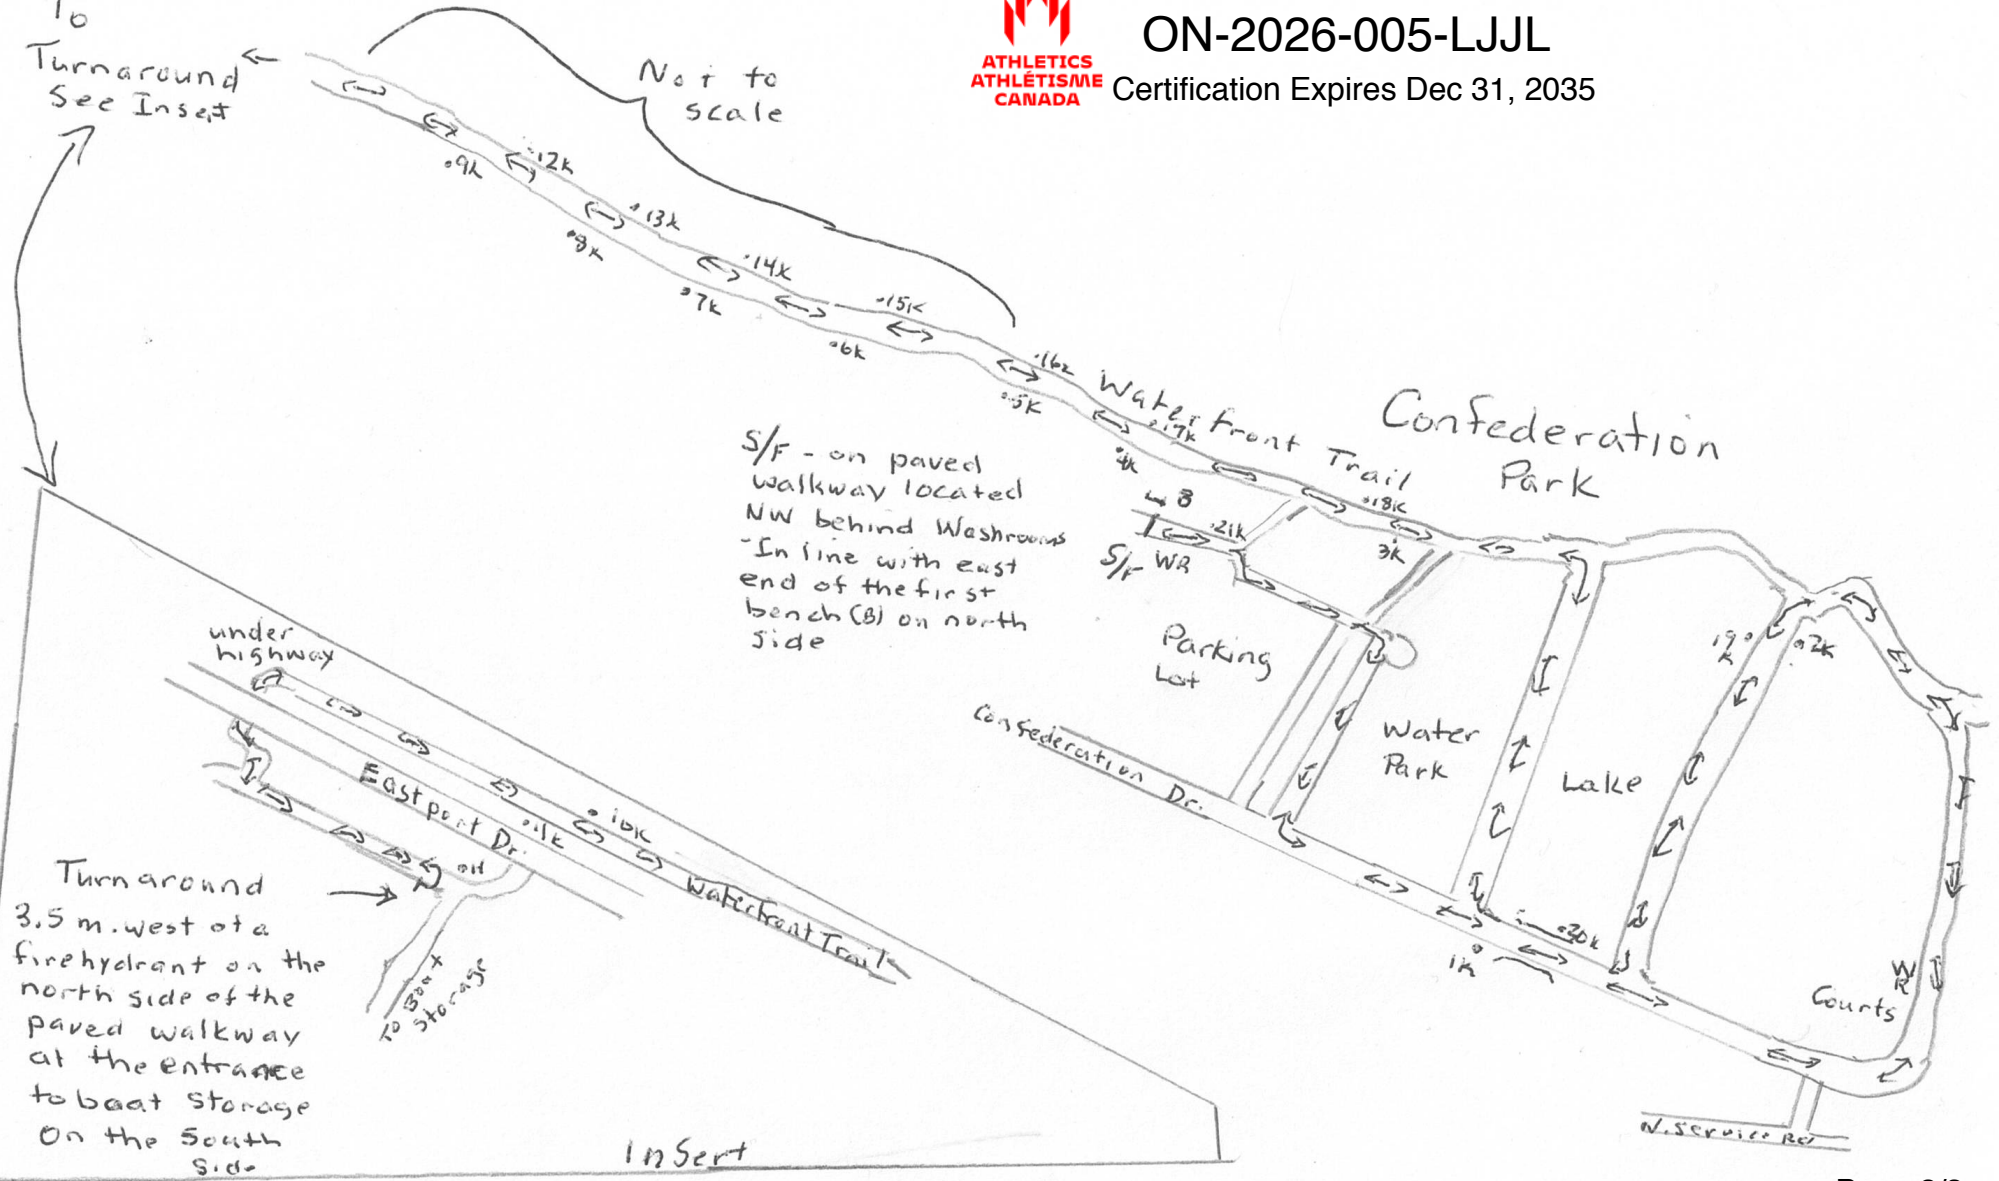 To
Turnaround
See Inset
Not to
scale
ATHLETICS
ATHLÉTISME
CANADA
ON-2026-005-LJJL
Certification Expires Dec 31, 2035
.9k
.12k
.13k
.8k
.14k
.7k
.15k
.6k
.16k
.5k
Waterfront Trail
.17k
.4k
Confederation
Park
.18k
3k
S/F - on paved
walkway located
NW behind Washrooms
-In line with east
end of the first
bench (B) on north
side
B
.21k
S/F WR
Parking
Lot
Confederation Dr.
Water
Park
Lake
19k
.2k
.20k
1k
WR
Courts
N. Service Rd
under
highway
Eastport Dr.
.10k
.11k
Waterfront Trail
.H
To Boat
Storage
Turnaround
3.5 m. west of a
firehydrant on the
north side of the
paved walkway
at the entrance
to boat storage
on the South
Side
Insert